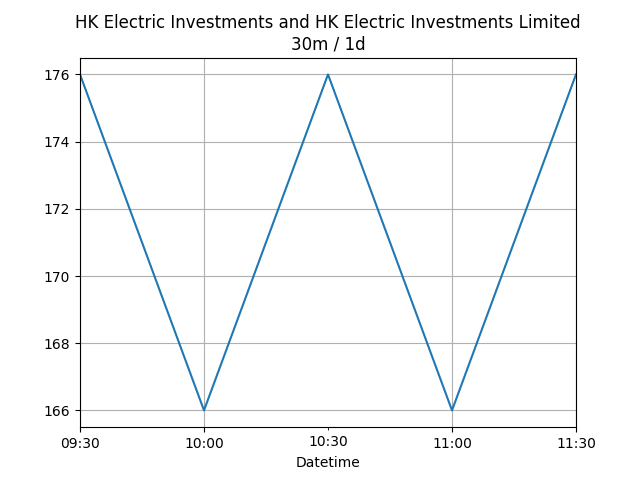 HK Electric Investments and HK Electric Investments Limited
30m / 1d
176
174
172
170
168
166
09:30 10:00 10:30 11:00 11:30
Datetime